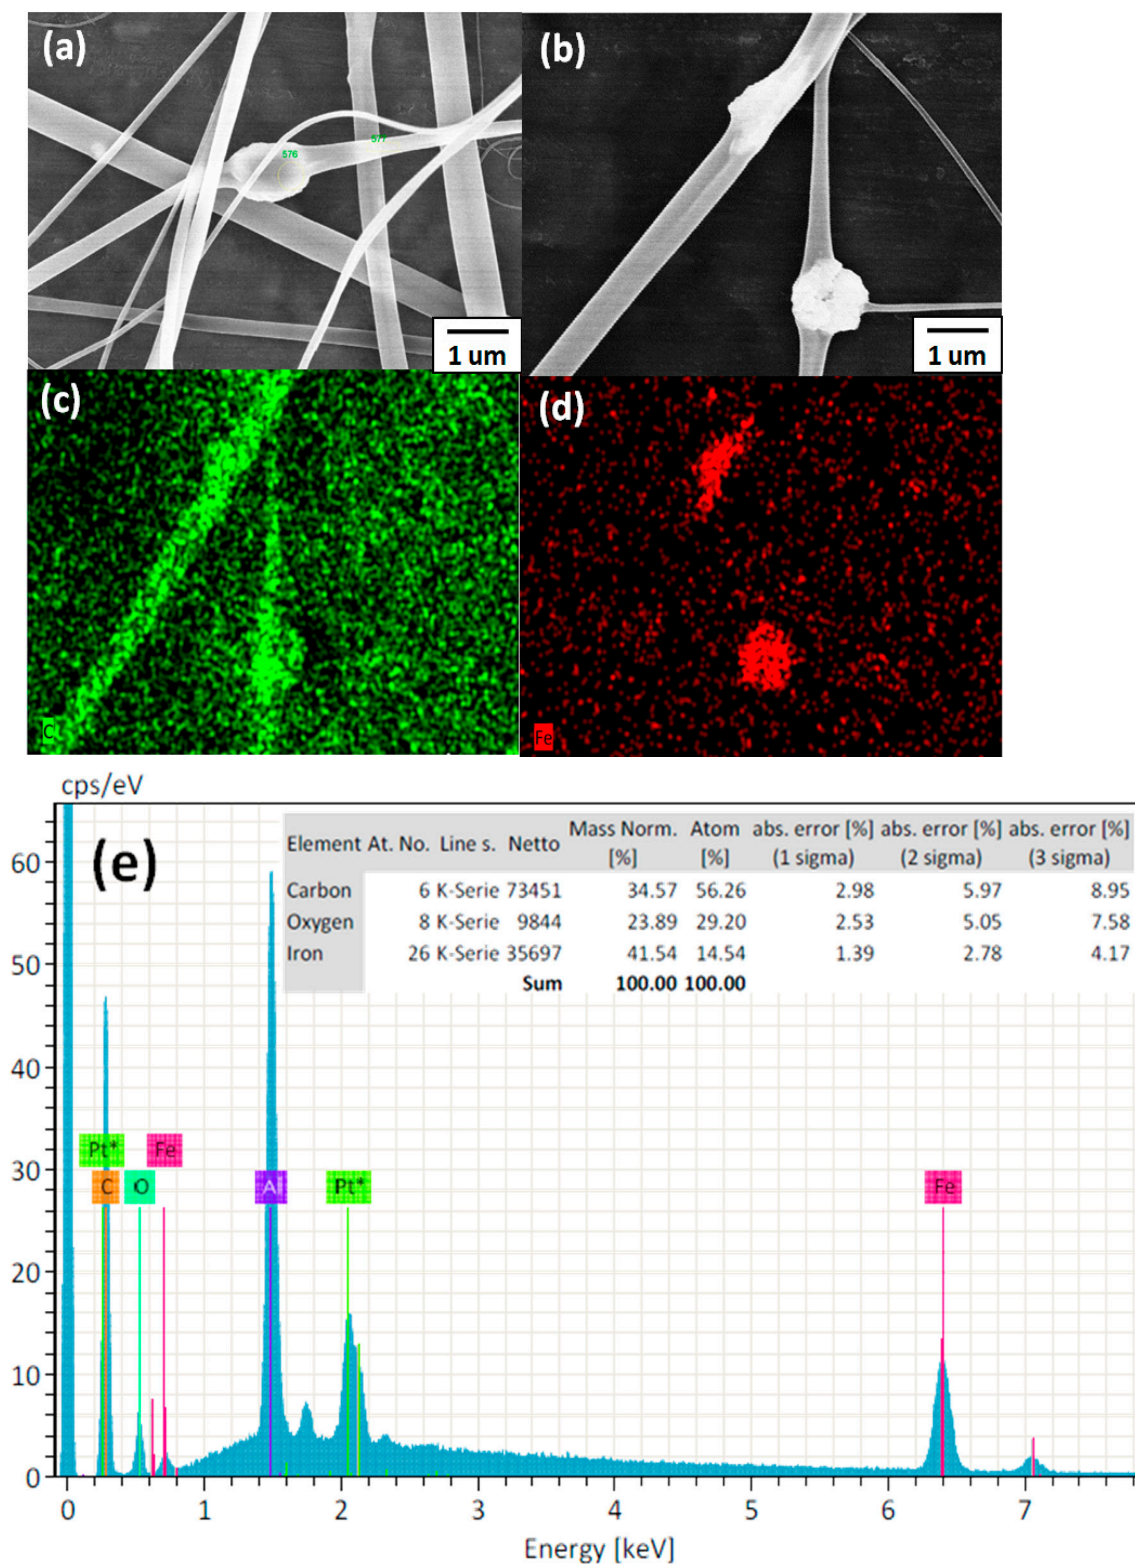 (a)
576
577
1 um
(b)
1 um
(c)
C
(d)
Fe
cps/eV
(e)
Element At. No. Line s. Netto Mass Norm. [%] Atom [%] abs. error [%] (1 sigma) abs. error [%] (2 sigma) abs. error [%] (3 sigma)
Carbon 6 K-Serie 73451 34.57 56.26 2.98 5.97 8.95
Oxygen 8 K-Serie 9844 23.89 29.20 2.53 5.05 7.58
Iron 26 K-Serie 35697 41.54 14.54 1.39 2.78 4.17
Sum 100.00 100.00
60
50
40
30
20
10
0
Pt* Fe
C O Al Pt* Fe
0 1 2 3 4 5 6 7
Energy [keV]